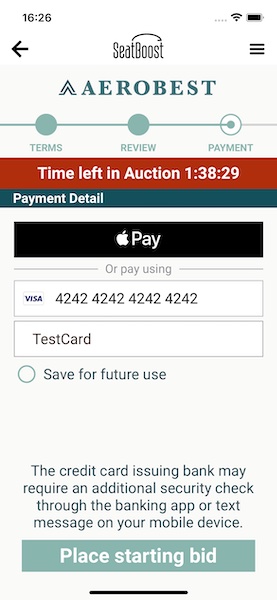 16:26
SeatBoost
AEROBEST
TERMS REVIEW PAYMENT
Time left in Auction 1:38:29
Payment Detail
Pay
Or pay using
VISA 4242 4242 4242 4242
TestCard
Save for future use
The credit card issuing bank may
require an additional security check
through the banking app or text
message on your mobile device.
Place starting bid